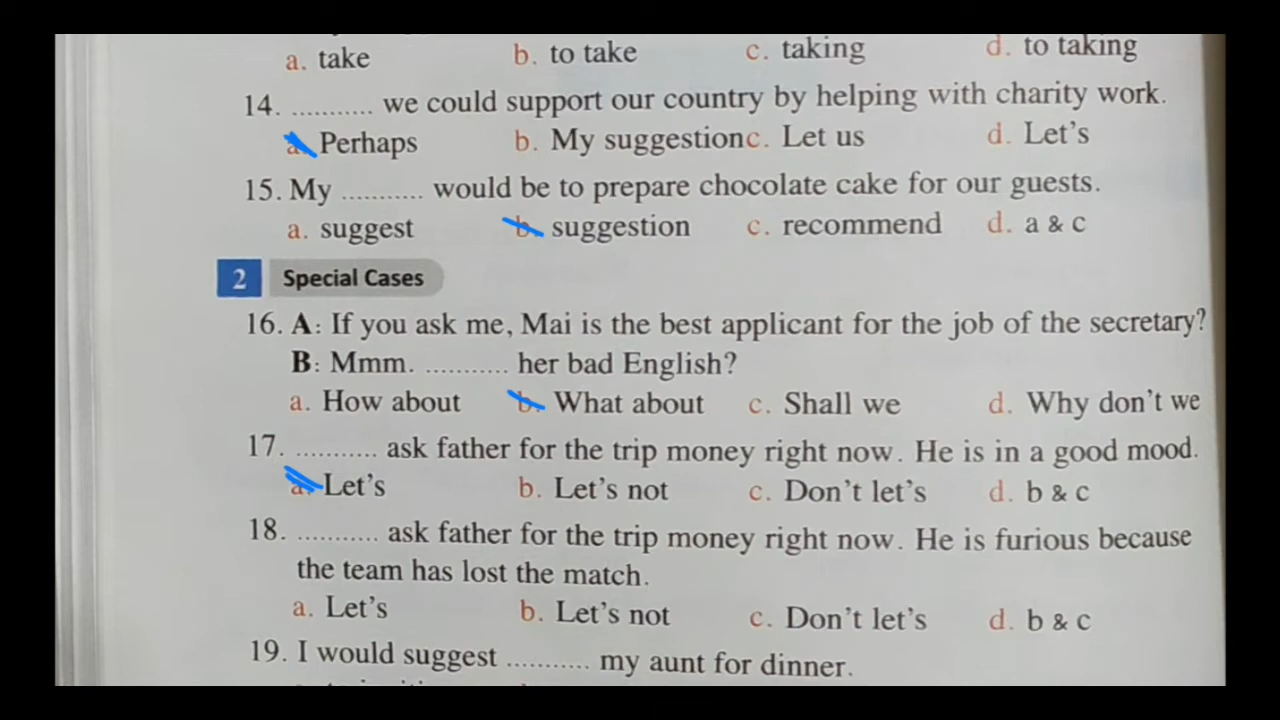 a. take b. to take c. taking d. to taking
14. ........... we could support our country by helping with charity work.
a. Perhaps b. My suggestion c. Let us d. Let's
15. My ........... would be to prepare chocolate cake for our guests.
a. suggest b. suggestion c. recommend d. a & c
2 Special Cases
16. A: If you ask me, Mai is the best applicant for the job of the secretary?
B: Mmm. ........... her bad English?
a. How about b. What about c. Shall we d. Why don't we
17. ........... ask father for the trip money right now. He is in a good mood.
a. Let's b. Let's not c. Don't let's d. b & c
18. ........... ask father for the trip money right now. He is furious because
the team has lost the match.
a. Let's b. Let's not c. Don't let's d. b & c
19. I would suggest ........... my aunt for dinner.